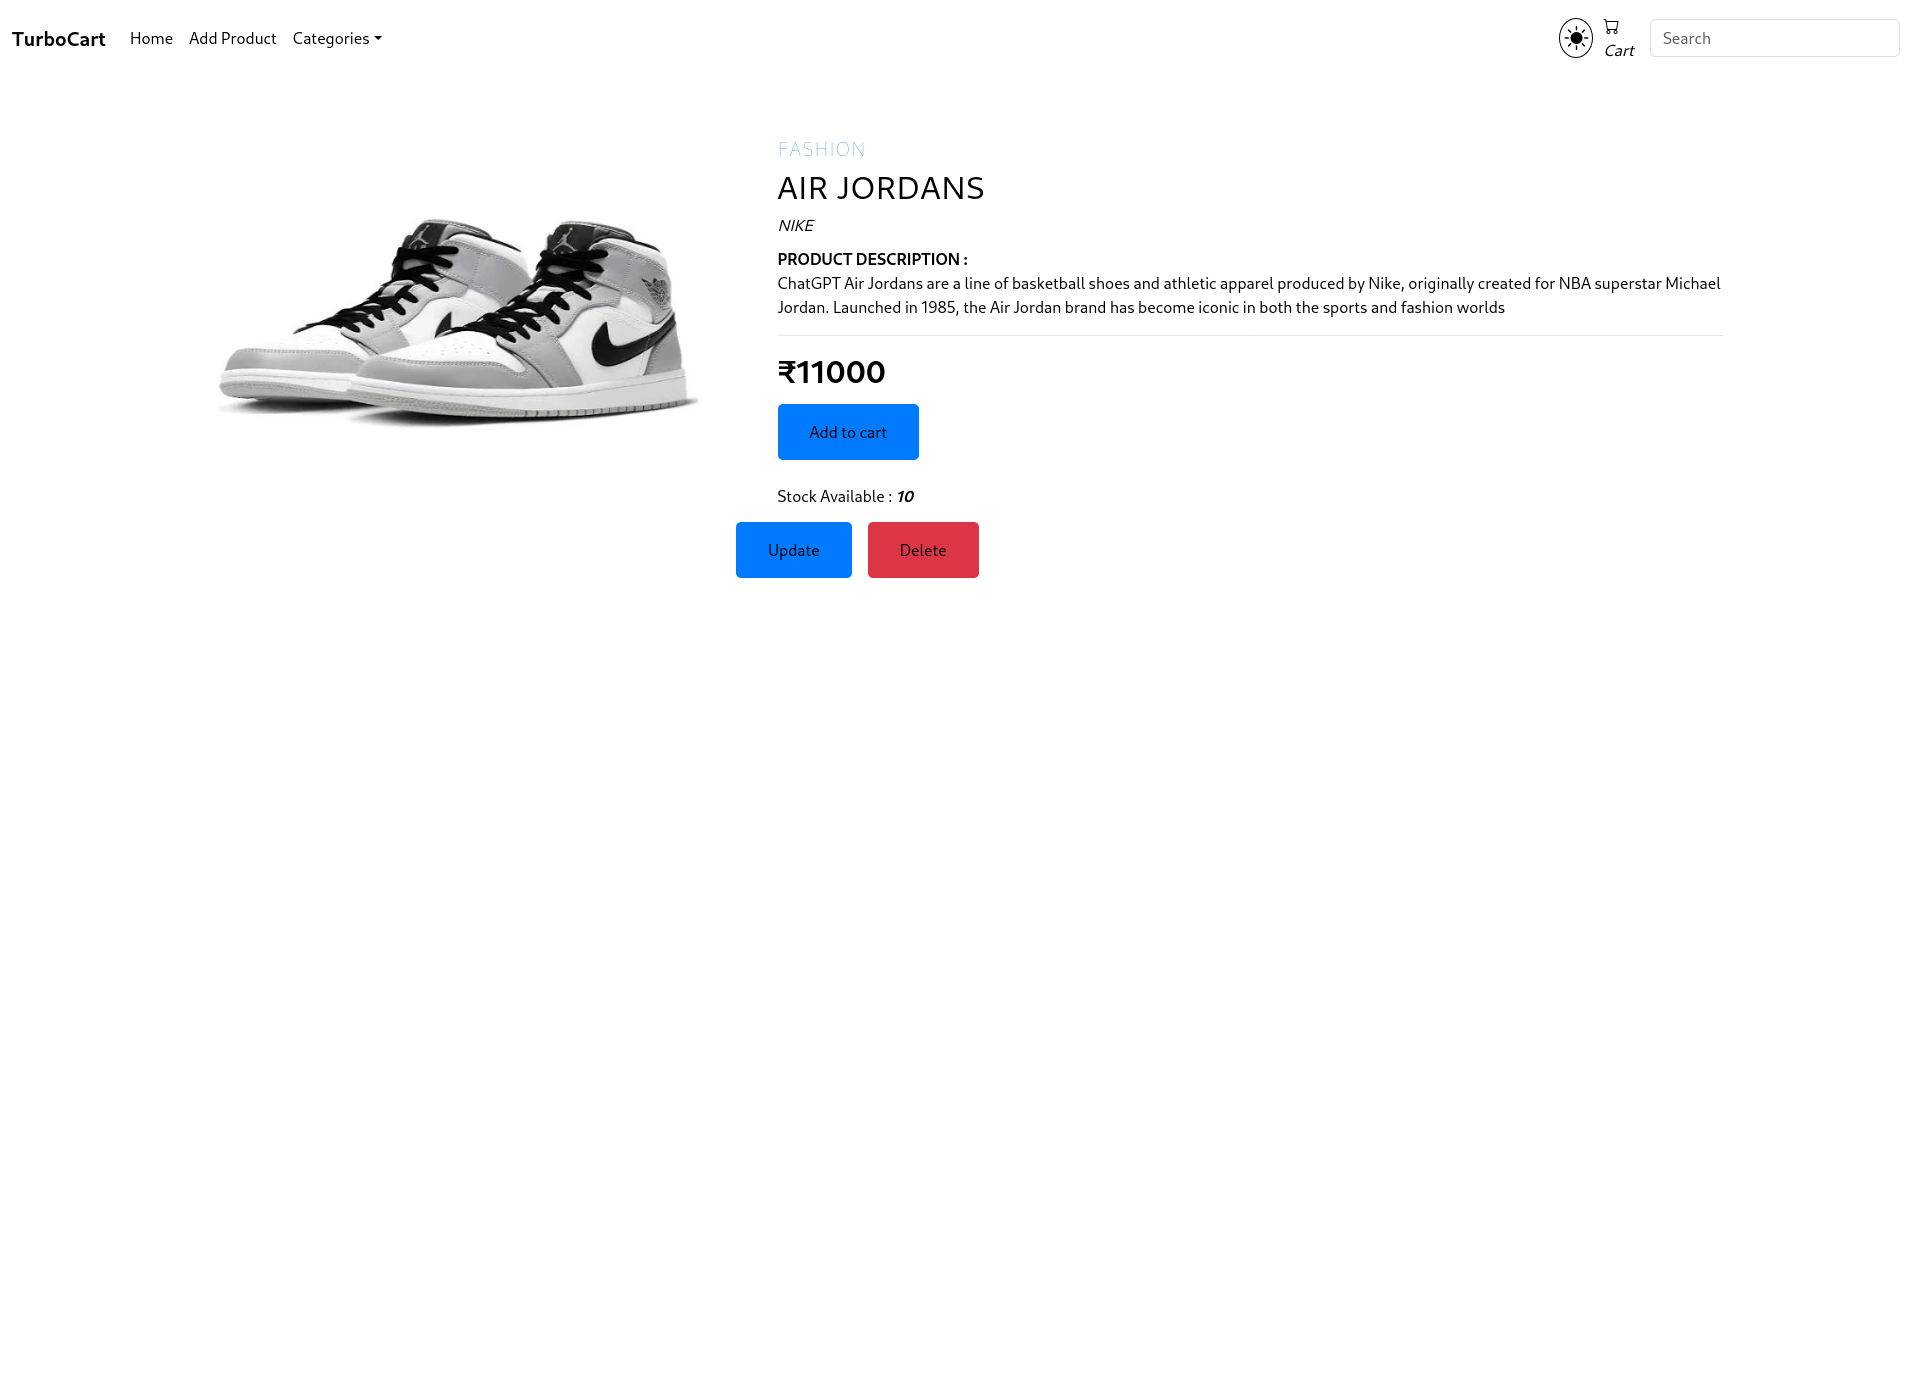 TurboCart Home Add Product Categories Cart Search
FASHION
AIR JORDANS
NIKE
PRODUCT DESCRIPTION :
ChatGPT Air Jordans are a line of basketball shoes and athletic apparel produced by Nike, originally created for NBA superstar Michael
Jordan. Launched in 1985, the Air Jordan brand has become iconic in both the sports and fashion worlds
₹11000
Add to cart
Stock Available : 10
Update Delete